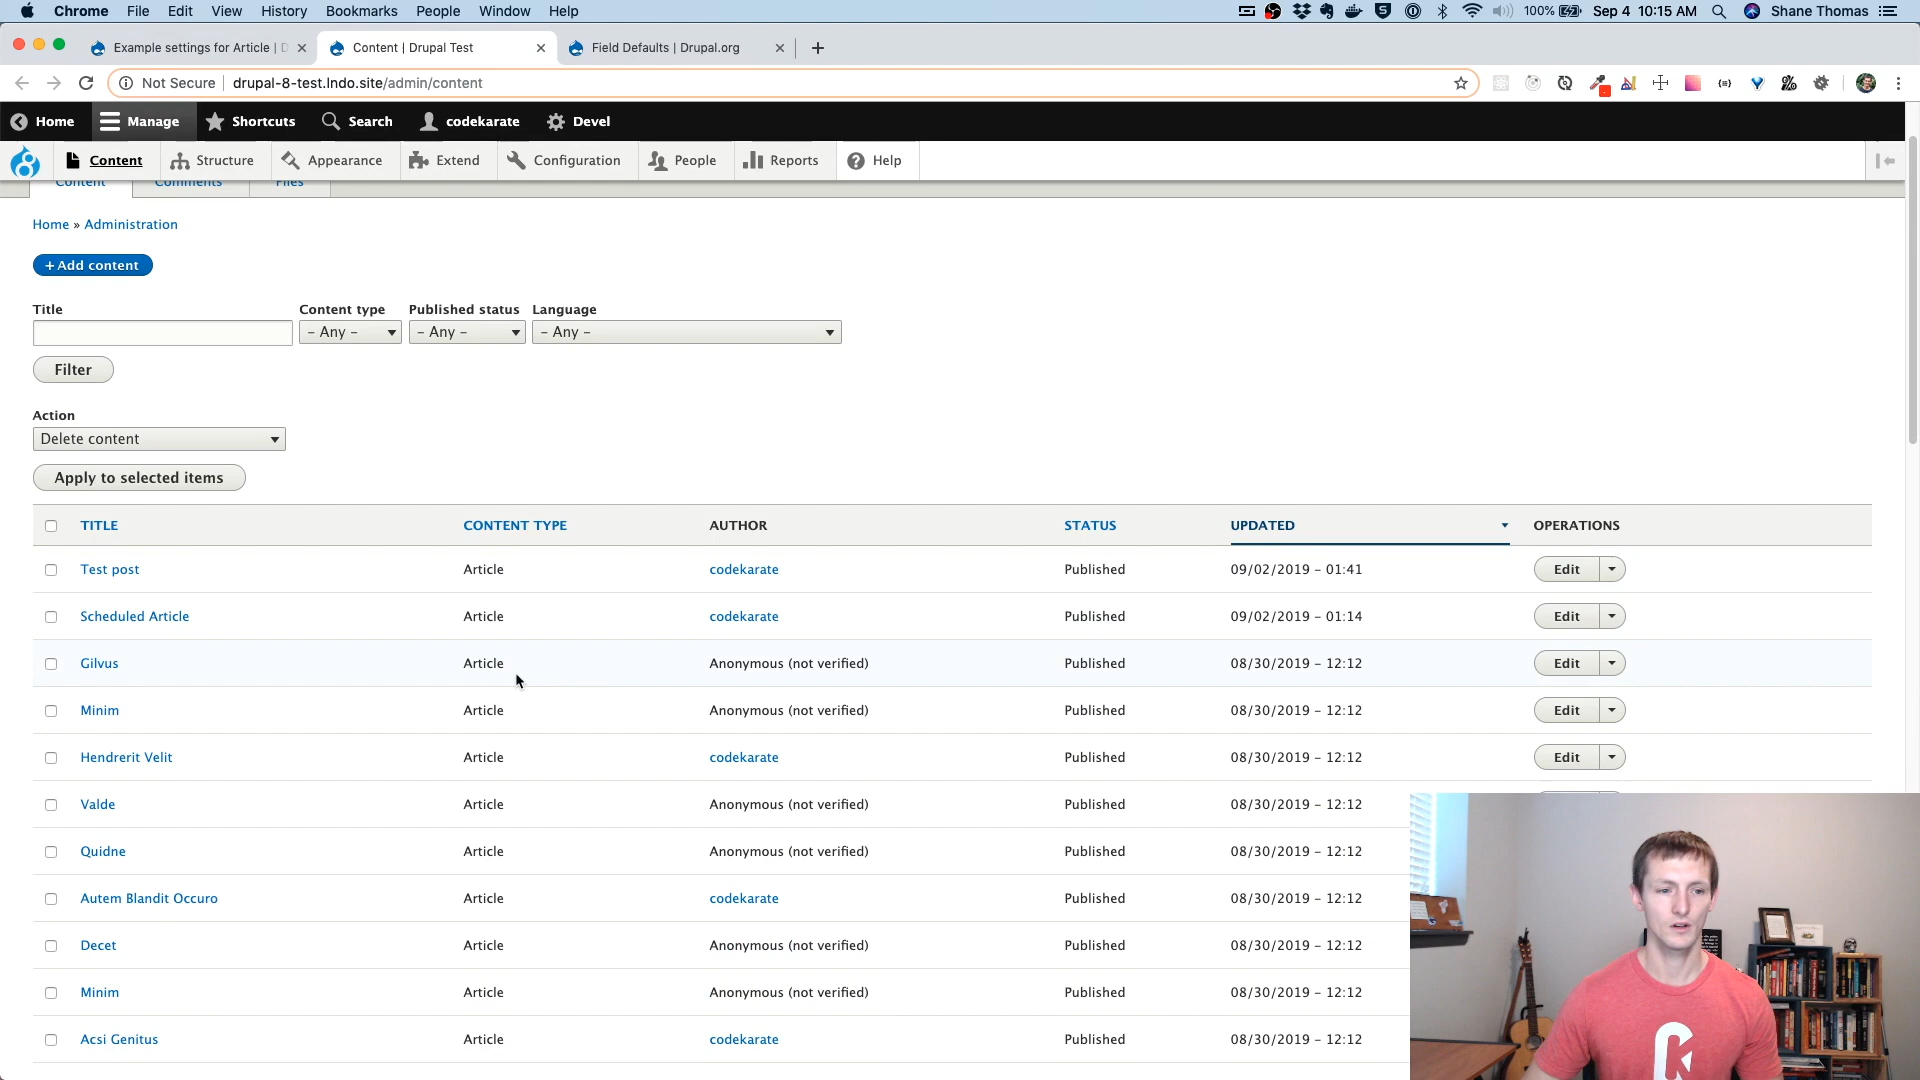 Chrome File Edit View History Bookmarks People Window Help 100% Sep 4 10:15 AM Shane Thomas
Example settings for Article | D Content | Drupal Test Field Defaults | Drupal.org
Not Secure drupal-8-test.lndo.site/admin/content
Home Manage Shortcuts Search codekarate Devel
Content Structure Appearance Extend Configuration People Reports Help
Content Comments Files
Home » Administration
+ Add content
Title Content type Published status Language
- Any - - Any - - Any -
Filter
Action
Delete content
Apply to selected items
TITLE CONTENT TYPE AUTHOR STATUS UPDATED OPERATIONS
Test post Article codekarate Published 09/02/2019 - 01:41 Edit
Scheduled Article Article codekarate Published 09/02/2019 - 01:14 Edit
Gilvus Article Anonymous (not verified) Published 08/30/2019 - 12:12 Edit
Minim Article Anonymous (not verified) Published 08/30/2019 - 12:12 Edit
Hendrerit Velit Article codekarate Published 08/30/2019 - 12:12 Edit
Valde Article Anonymous (not verified) Published 08/30/2019 - 12:12
Quidne Article Anonymous (not verified) Published 08/30/2019 - 12:12
Autem Blandit Occuro Article codekarate Published 08/30/2019 - 12:12
Decet Article Anonymous (not verified) Published 08/30/2019 - 12:12
Minim Article Anonymous (not verified) Published 08/30/2019 - 12:12
Acsi Genitus Article codekarate Published 08/30/2019 - 12:12